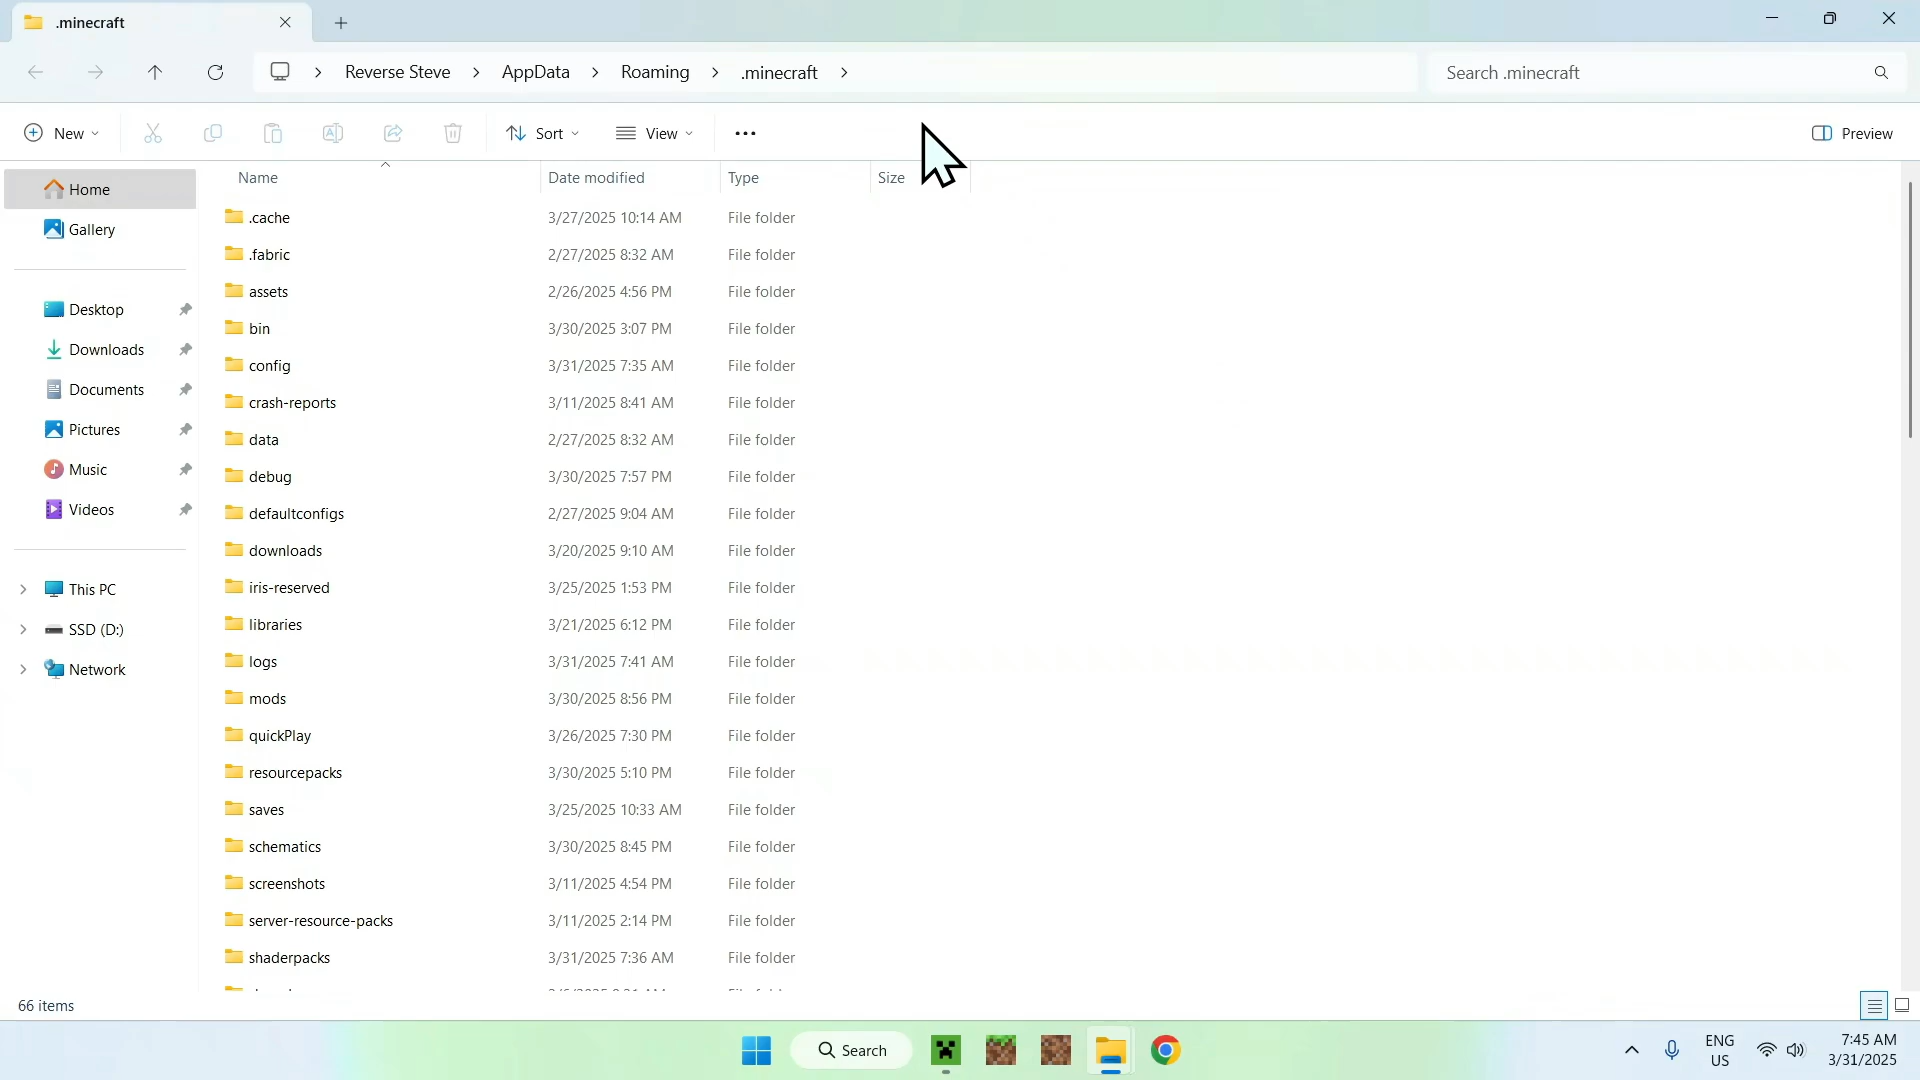 .minecraft
Reverse Steve > AppData > Roaming > .minecraft >
Search .minecraft
New
Sort
View
Preview
Name Date modified Type Size
Home
Gallery
Desktop
Downloads
Documents
Pictures
Music
Videos
This PC
SSD (D:)
Network
.cache 3/27/2025 10:14 AM File folder
.fabric 2/27/2025 8:32 AM File folder
assets 2/26/2025 4:56 PM File folder
bin 3/30/2025 3:07 PM File folder
config 3/31/2025 7:35 AM File folder
crash-reports 3/11/2025 8:41 AM File folder
data 2/27/2025 8:32 AM File folder
debug 3/30/2025 7:57 PM File folder
defaultconfigs 2/27/2025 9:04 AM File folder
downloads 3/20/2025 9:10 AM File folder
iris-reserved 3/25/2025 1:53 PM File folder
libraries 3/21/2025 6:12 PM File folder
logs 3/31/2025 7:41 AM File folder
mods 3/30/2025 8:56 PM File folder
quickPlay 3/26/2025 7:30 PM File folder
resourcepacks 3/30/2025 5:10 PM File folder
saves 3/25/2025 10:33 AM File folder
schematics 3/30/2025 8:45 PM File folder
screenshots 3/11/2025 4:54 PM File folder
server-resource-packs 3/11/2025 2:14 PM File folder
shaderpacks 3/31/2025 7:36 AM File folder
66 items
Search
ENG
US
7:45 AM
3/31/2025